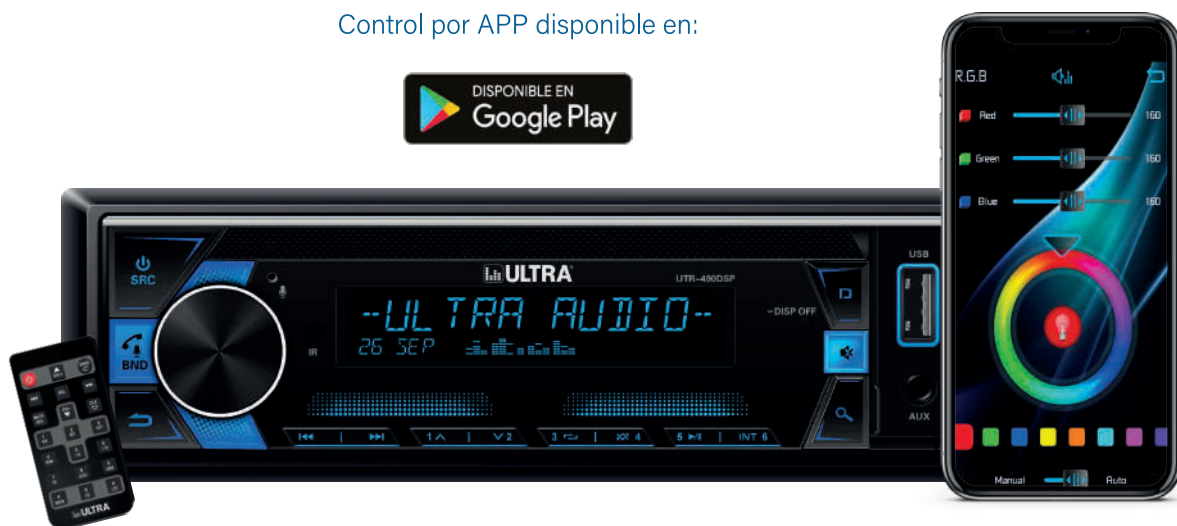 Control por APP disponible en:
DISPONIBLE EN
Google Play
SRC
BND
IR
ULTRA
UTR-490DSP
--UL TRA AUDIO--
26 SEP
-DISP OFF
D
USB
AUX
1
2
3
4
5
INT 6
ULTRA
R.G.B
Red 160
Green 160
Blue 160
Manual Auto